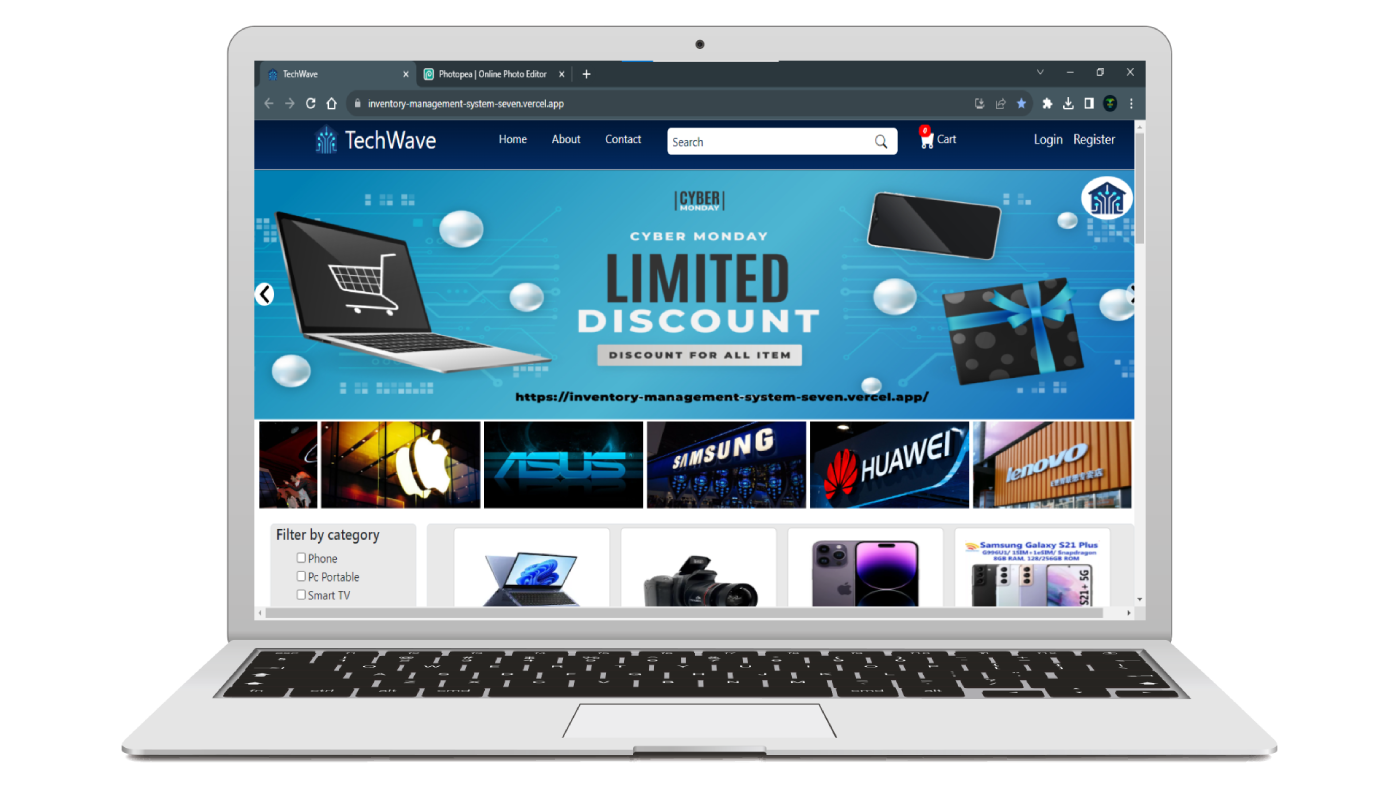 TechWave
Photopea | Online Photo Editor
inventory-management-system-seven.vercel.app
TechWave
Home
About
Contact
Search
0
Cart
Login
Register
CYBER
MONDAY
CYBER MONDAY
LIMITED
DISCOUNT
DISCOUNT FOR ALL ITEM
https://inventory-management-system-seven.vercel.app/
ASUS
SAMSUNG
HUAWEI
lenovo
Filter by category
Phone
Pc Portable
Smart TV
Samsung Galaxy S21 Plus
G996U1/ 1SIM+1eSIM/ Snapdragon
8GB RAM, 128/256GB ROM
S21+ 5G
fn
ctrl
alt
cmd
cmd
alt